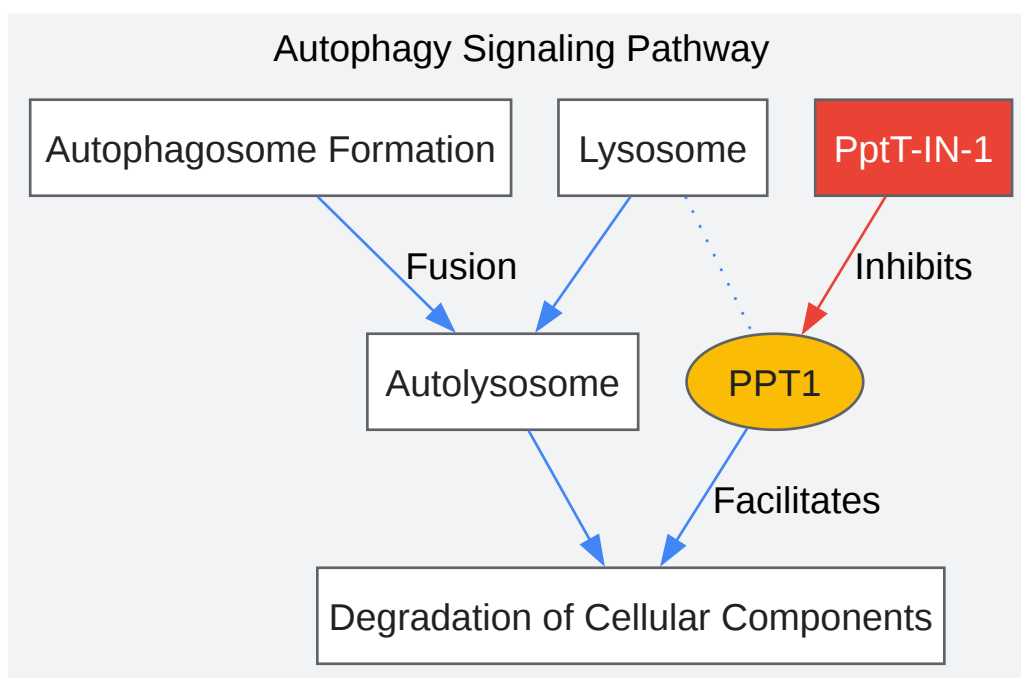 Autophagy Signaling Pathway
Autophagosome Formation
Lysosome
PptT-IN-1
Fusion
Inhibits
Autolysosome
PPT1
Facilitates
Degradation of Cellular Components